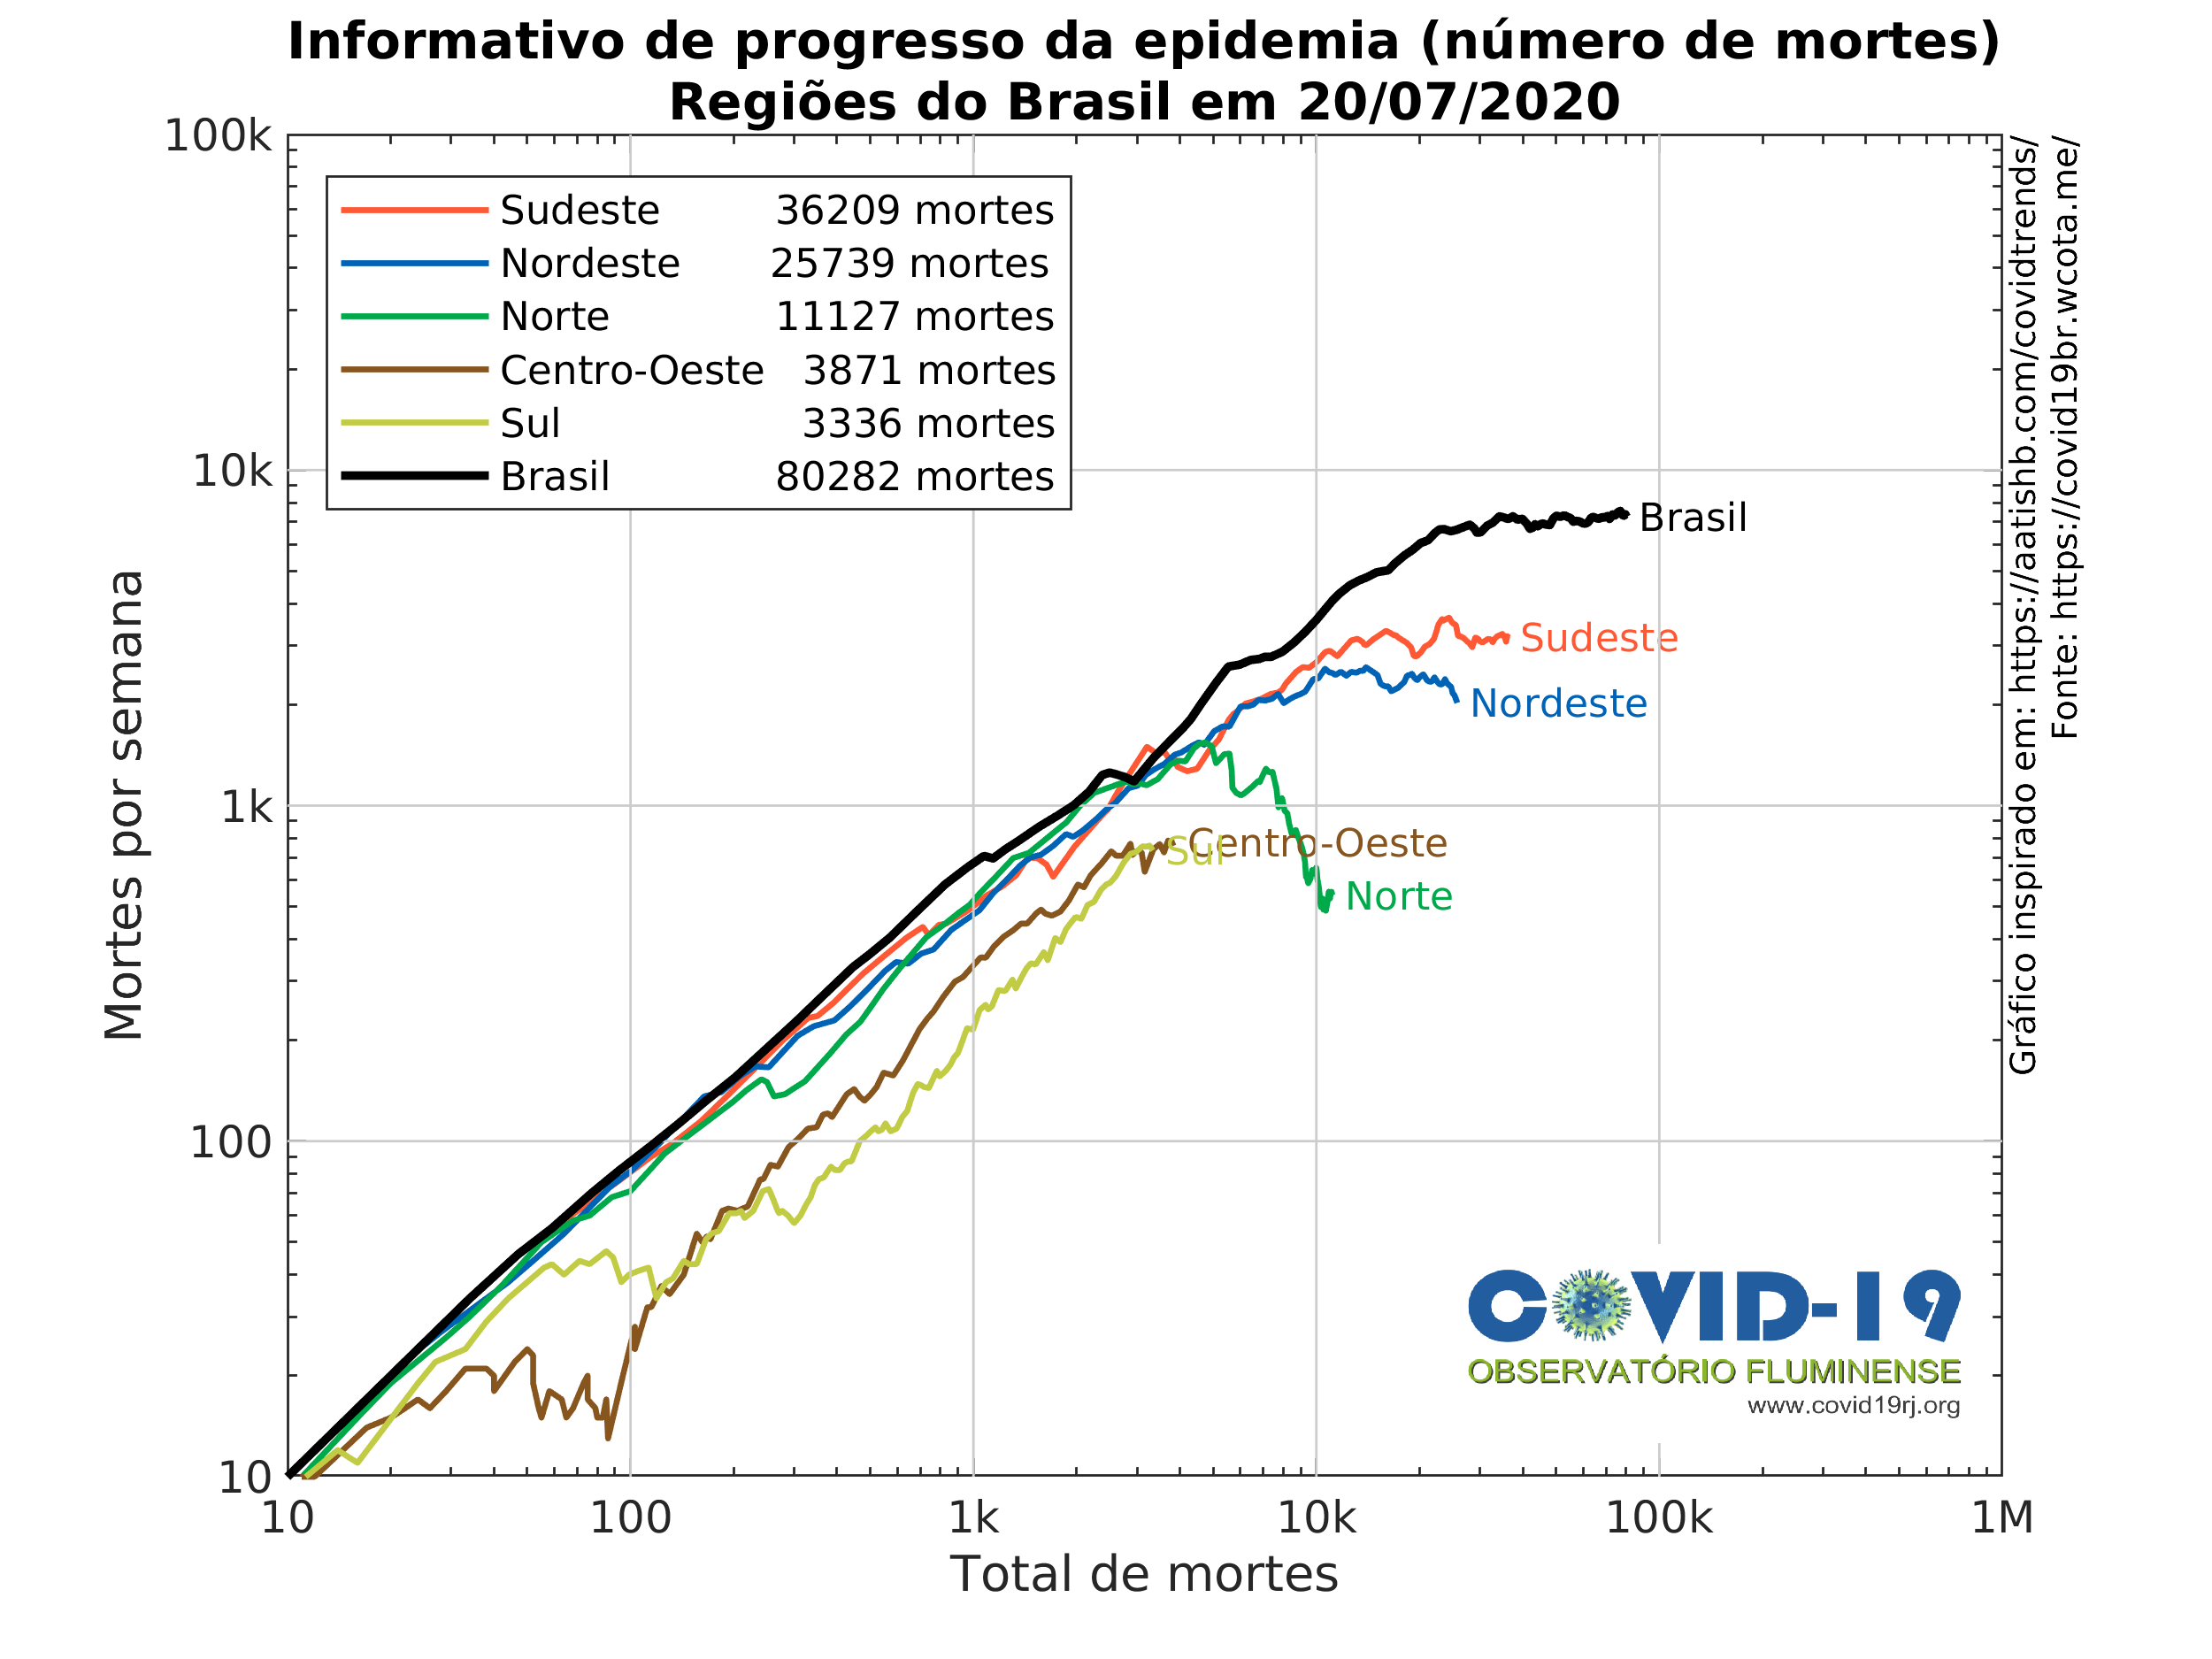 Informativo de progresso da epidemia (número de mortes)
Regiões do Brasil em 20/07/2020
100k
10k
1k
100
10
Mortes por semana
Sudeste 36209 mortes
Nordeste 25739 mortes
Norte 11127 mortes
Centro-Oeste 3871 mortes
Sul 3336 mortes
Brasil 80282 mortes
Brasil
Sudeste
Nordeste
Centro-Oeste
Sul
Norte
Gráfico inspirado em: https://aatishb.com/covidtrends/
Fonte: https://covid19br.wcota.me/
COVID-19
OBSERVATÓRIO FLUMINENSE
www.covid19rj.org
10 100 1k 10k 100k 1M
Total de mortes